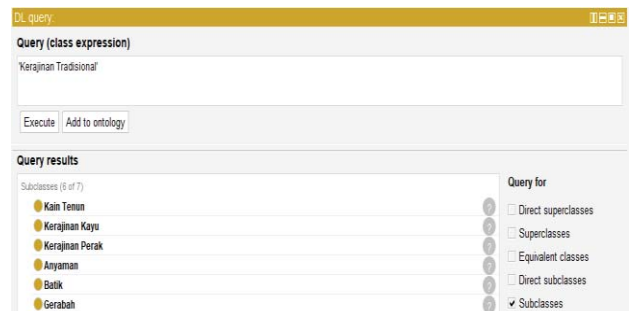 DL query:
Query (class expression)
'Kerajinan Tradisional'
Execute Add to ontology
Query results
Subclasses (6 of 7)
Kain Tenun
Kerajinan Kayu
Kerajinan Perak
Anyaman
Batik
Gerabah
Query for
Direct superclasses
Superclasses
Equivalent classes
Direct subclasses
Subclasses